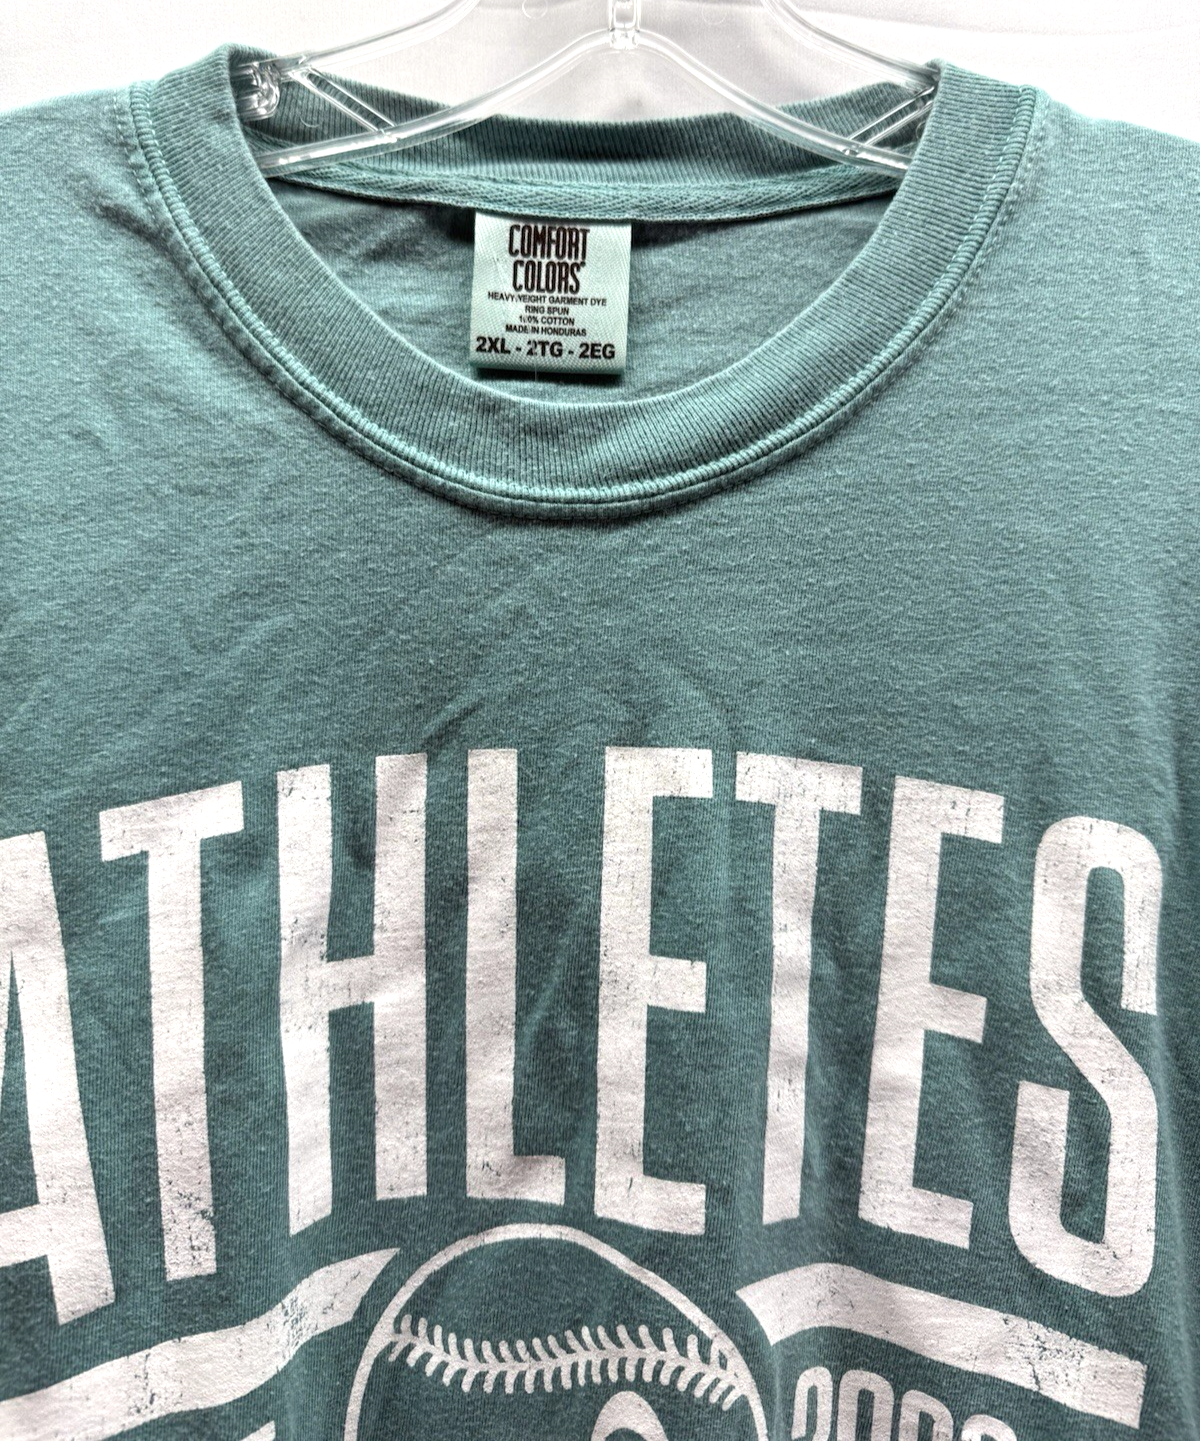 COMFORT
COLORS®
HEAVYWEIGHT GARMENT DYE
RING SPUN
100% COTTON
MADE IN HONDURAS
2XL - 2TG - 2EG
ATHLETES